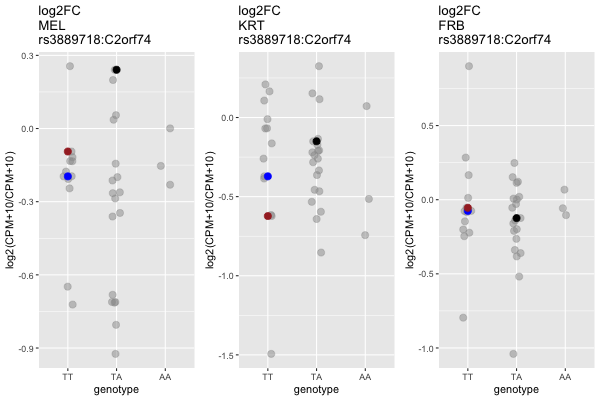 log2FC
MEL
rs3889718:C2orf74
log2(CPM+10/CPM+10)
0.3
0.0
-0.3
-0.6
-0.9
TT TA AA
genotype
log2FC
KRT
rs3889718:C2orf74
log2(CPM+10/CPM+10)
0.0
-0.5
-1.0
-1.5
TT TA AA
genotype
log2FC
FRB
rs3889718:C2orf74
log2(CPM+10/CPM+10)
0.5
0.0
-0.5
-1.0
TT TA AA
genotype